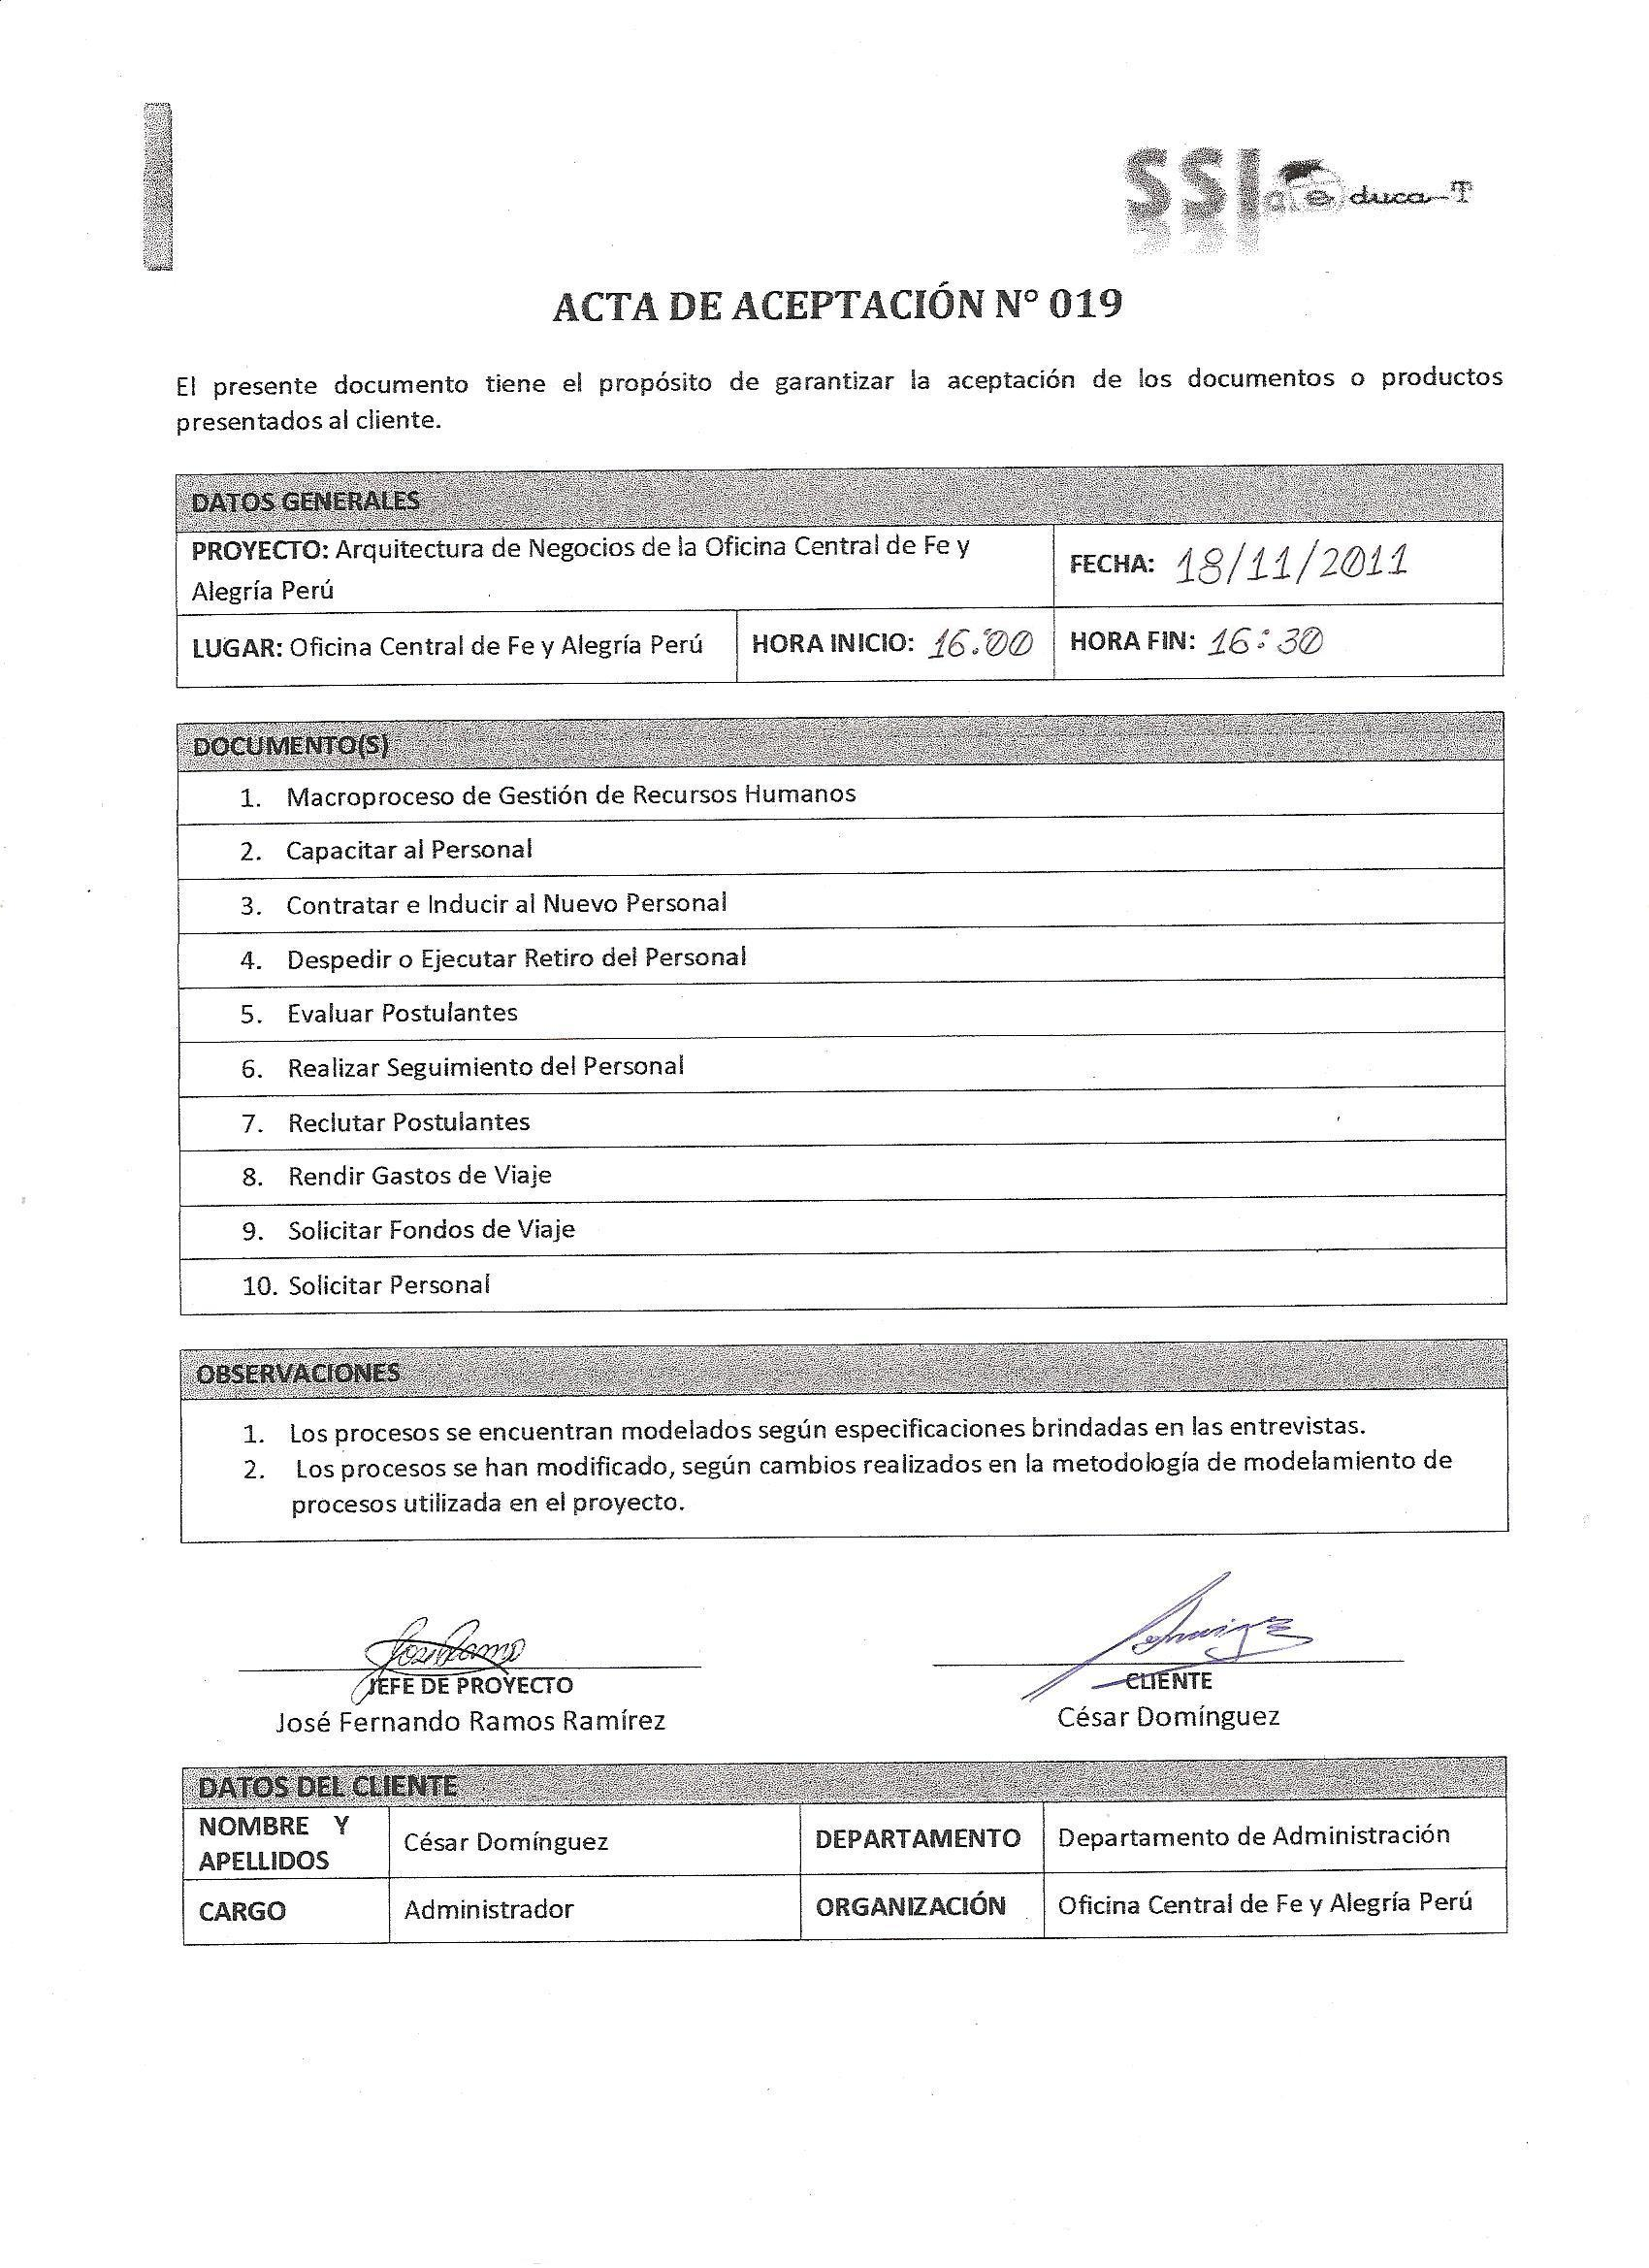 SSI educa-T
ACTA DE ACEPTACIÓN N° 019
El presente documento tiene el propósito de garantizar la aceptación de los documentos o productos
presentados al cliente.
DATOS GENERALES
PROYECTO: Arquitectura de Negocios de la Oficina Central de Fe y
Alegría Perú
FECHA: 18/11/2011
LUGAR: Oficina Central de Fe y Alegría Perú HORA INICIO: 16:00 HORA FIN: 16:30
DOCUMENTO(S)
1. Macroproceso de Gestión de Recursos Humanos
2. Capacitar al Personal
3. Contratar e Inducir al Nuevo Personal
4. Despedir o Ejecutar Retiro del Personal
5. Evaluar Postulantes
6. Realizar Seguimiento del Personal
7. Reclutar Postulantes
8. Rendir Gastos de Viaje
9. Solicitar Fondos de Viaje
10. Solicitar Personal
OBSERVACIONES
1. Los procesos se encuentran modelados según especificaciones brindadas en las entrevistas.
2. Los procesos se han modificado, según cambios realizados en la metodología de modelamiento de
procesos utilizada en el proyecto.
JEFE DE PROYECTO
José Fernando Ramos Ramírez
CLIENTE
César Domínguez
DATOS DEL CLIENTE
NOMBRE Y
APELLIDOS
César Domínguez
DEPARTAMENTO
Departamento de Administración
CARGO
Administrador
ORGANIZACIÓN
Oficina Central de Fe y Alegría Perú